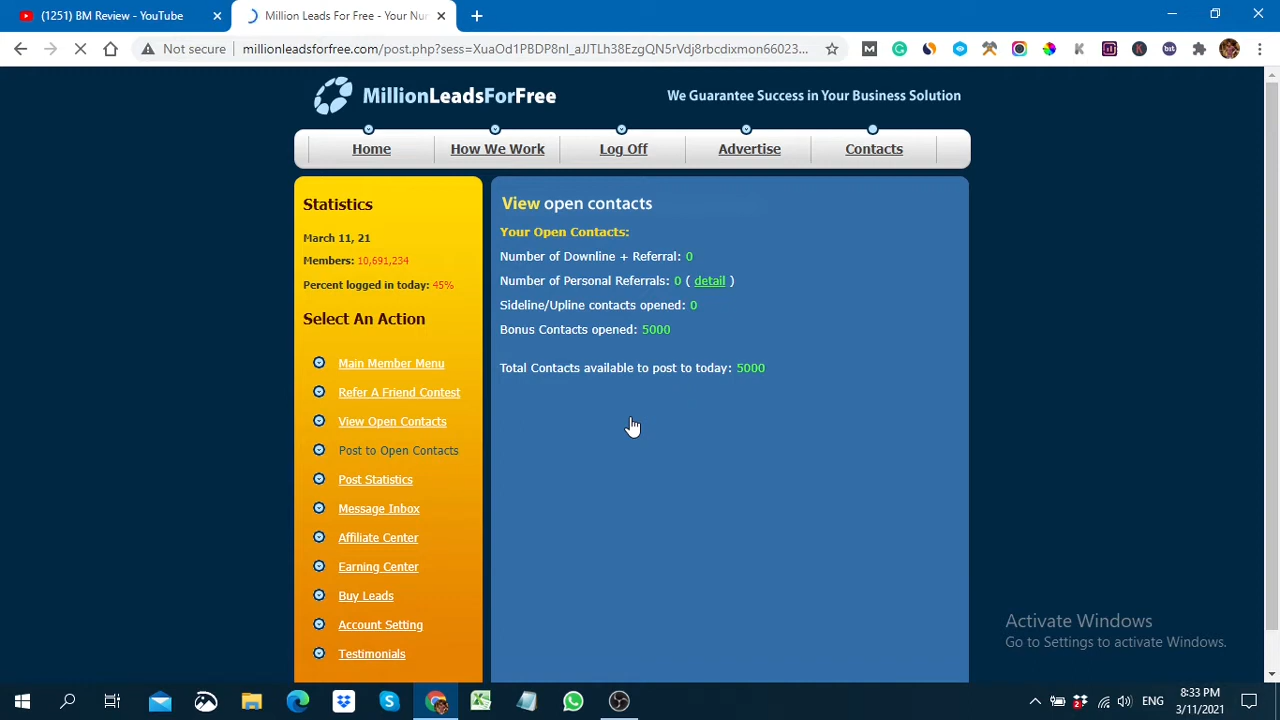 (1251) BM Review - YouTube
Million Leads For Free - Your Nu
Not secure
millionleadsforfree.com/post.php?sess=XuaOd1PBDP8nI_aJJTLh38EzgQN5rVdj8rbcdixmon66023...
MillionLeadsForFree
We Guarantee Success in Your Business Solution
Home
How We Work
Log Off
Advertise
Contacts
Statistics
March 11, 21
Members: 10,691,234
Percent logged in today: 45%
Select An Action
Main Member Menu
Refer A Friend Contest
View Open Contacts
Post to Open Contacts
Post Statistics
Message Inbox
Affiliate Center
Earning Center
Buy Leads
Account Setting
Testimonials
View open contacts
Your Open Contacts:
Number of Downline + Referral: 0
Number of Personal Referrals: 0 ( detail )
Sideline/Upline contacts opened: 0
Bonus Contacts opened: 5000
Total Contacts available to post to today: 5000
Activate Windows
Go to Settings to activate Windows.
ENG
8:33 PM
3/11/2021